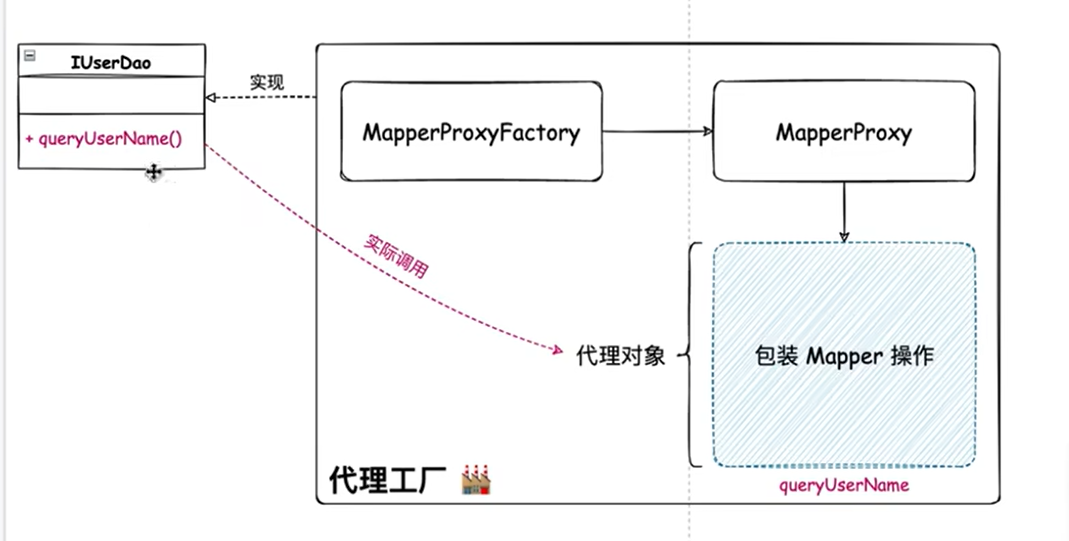 IUserDao
+ queryUserName()
实现
MapperProxyFactory
MapperProxy
实际调用
代理对象
包装 Mapper 操作
代理工厂
queryUserName